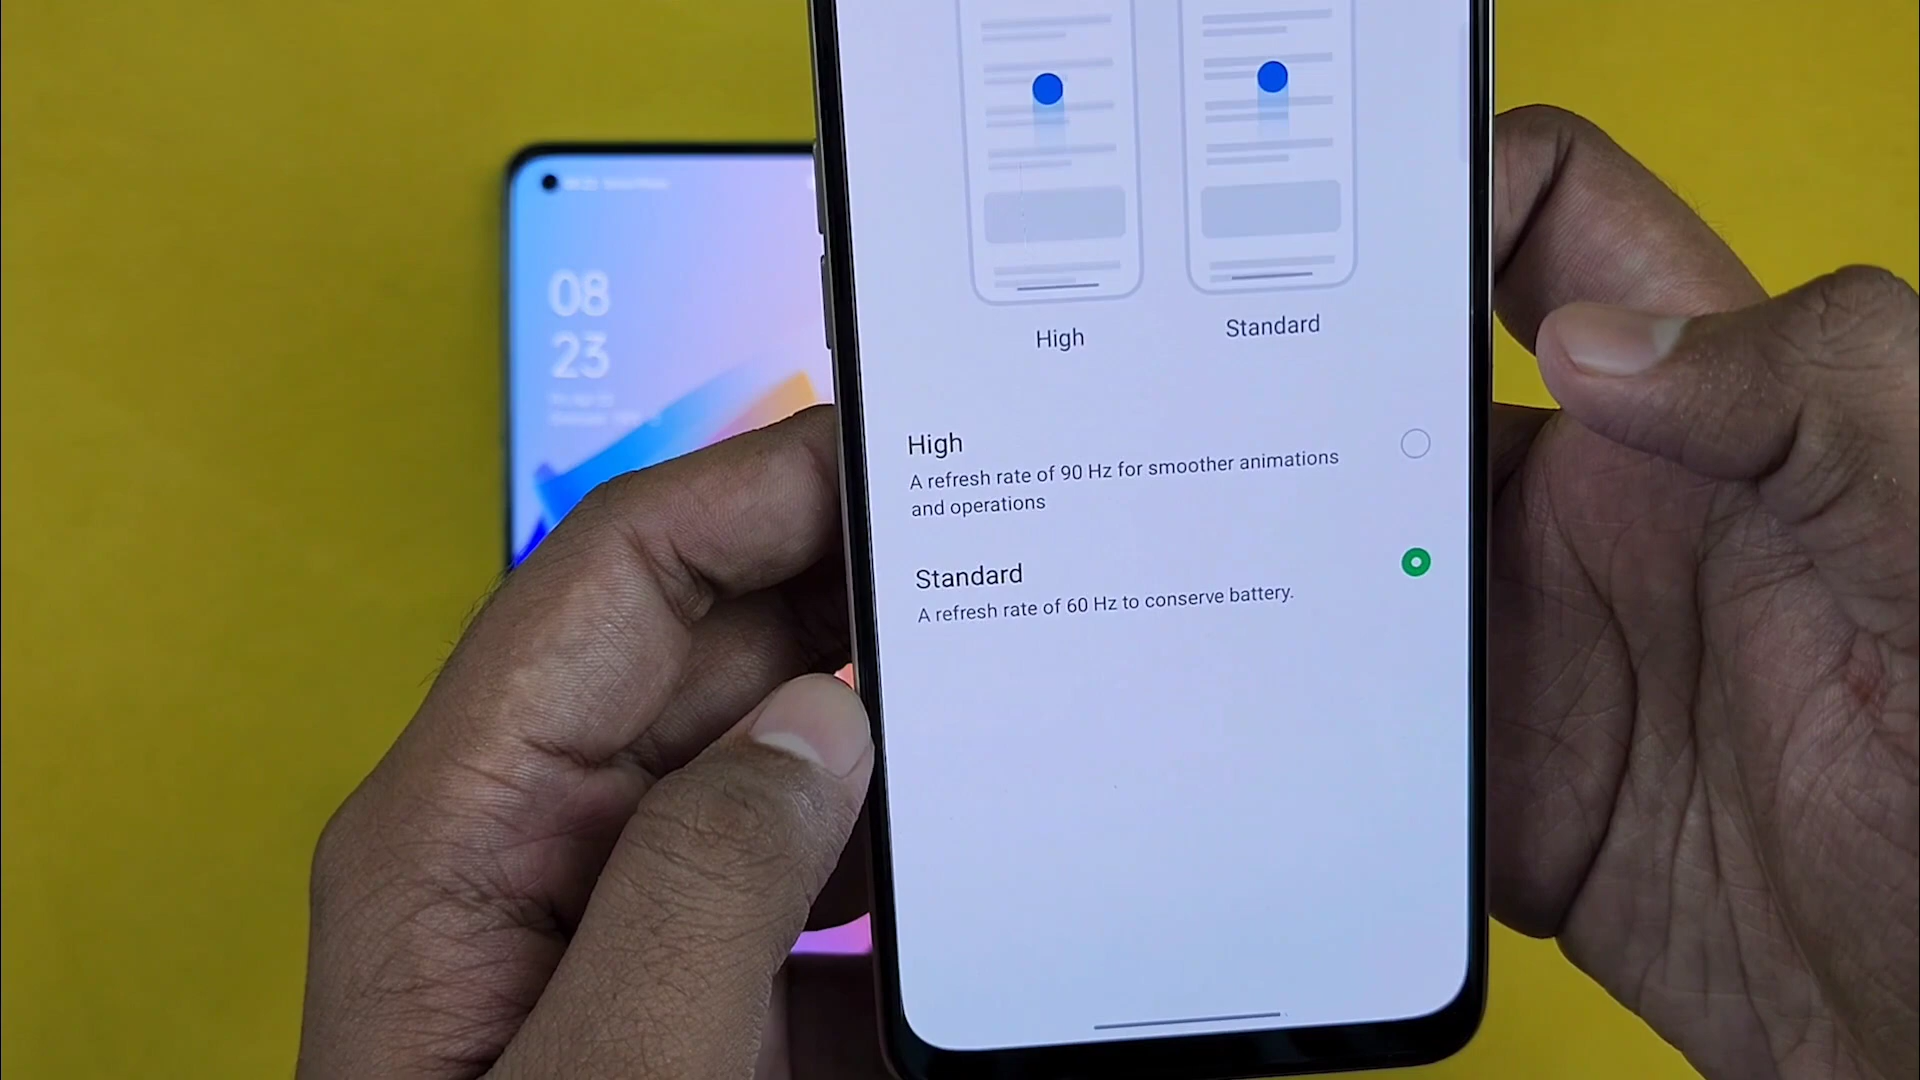 08
23
High
Standard
High
A refresh rate of 90 Hz for smoother animations
and operations
Standard
A refresh rate of 60 Hz to conserve battery.